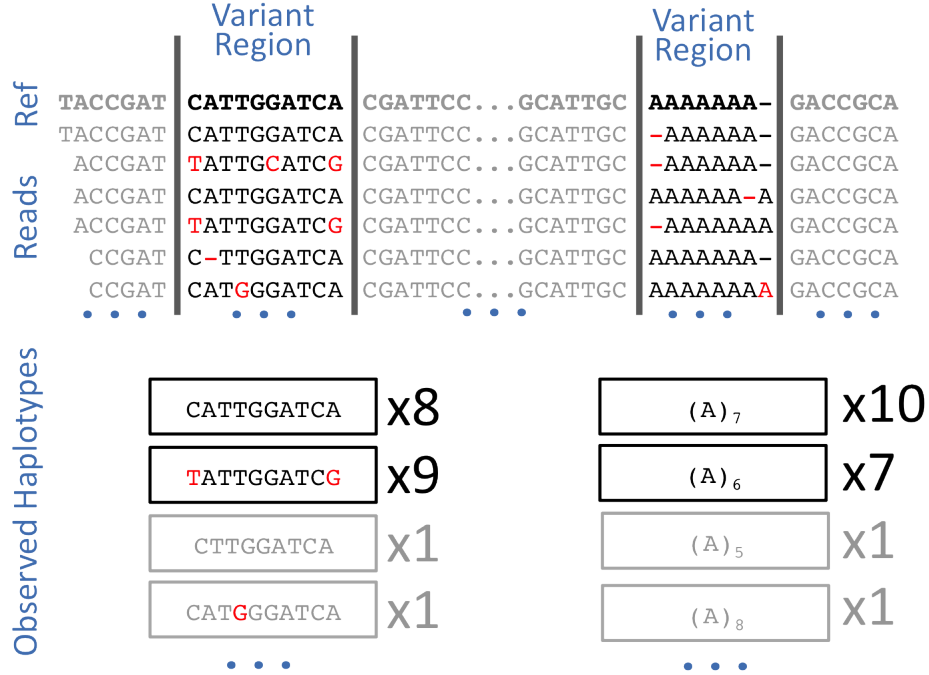 Variant Region Variant Region
Ref TACCGAT CATTGGATCA CGATTCC...GCATTGC AAAAAAA- GACCGCA
Reads
TACCGAT CATTGGATCA CGATTCC...GCATTGC -AAAAAA- GACCGCA
ACCGAT TATTGCATCG CGATTCC...GCATTGC -AAAAAA- GACCGCA
ACCGAT CATTGGATCA CGATTCC...GCATTGC AAAAAA-A GACCGCA
ACCGAT TATTGGATCG CGATTCC...GCATTGC -AAAAAAA GACCGCA
CCGAT C-TTGGATCA CGATTCC...GCATTGC AAAAAAA- GACCGCA
CCGAT CATGGGATCA CGATTCC...GCATTGC AAAAAAAA GACCGCA
... ... ... ... ...
Observed Haplotypes
CATTGGATCA x8 (A)₇ x10
TATTGGATCG x9 (A)₆ x7
CTTGGATCA x1 (A)₅ x1
CATGGGATCA x1 (A)₈ x1
... ...